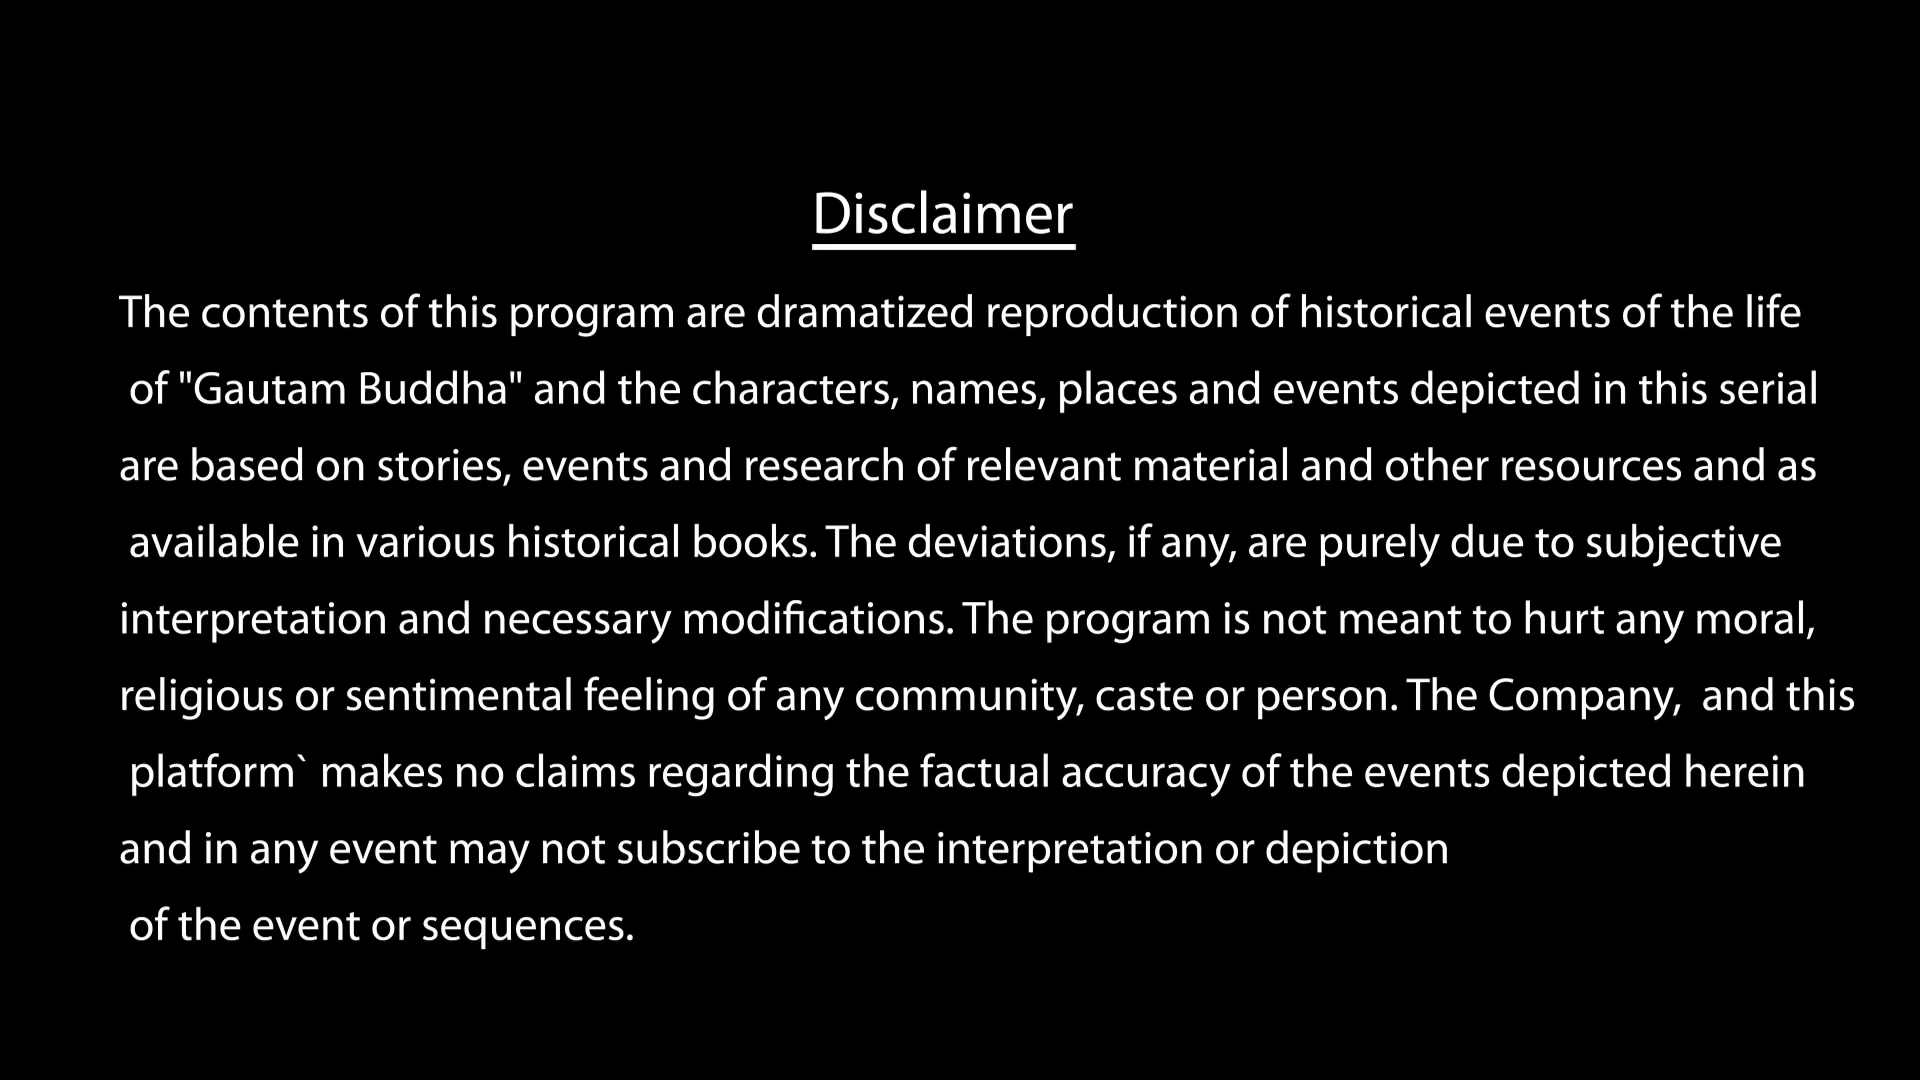 Disclaimer
The contents of this program are dramatized reproduction of historical events of the life
of "Gautam Buddha" and the characters, names, places and events depicted in this serial
are based on stories, events and research of relevant material and other resources and as
available in various historical books. The deviations, if any, are purely due to subjective
interpretation and necessary modifications. The program is not meant to hurt any moral,
religious or sentimental feeling of any community, caste or person. The Company,  and this
platform` makes no claims regarding the factual accuracy of the events depicted herein
and in any event may not subscribe to the interpretation or depiction
of the event or sequences.